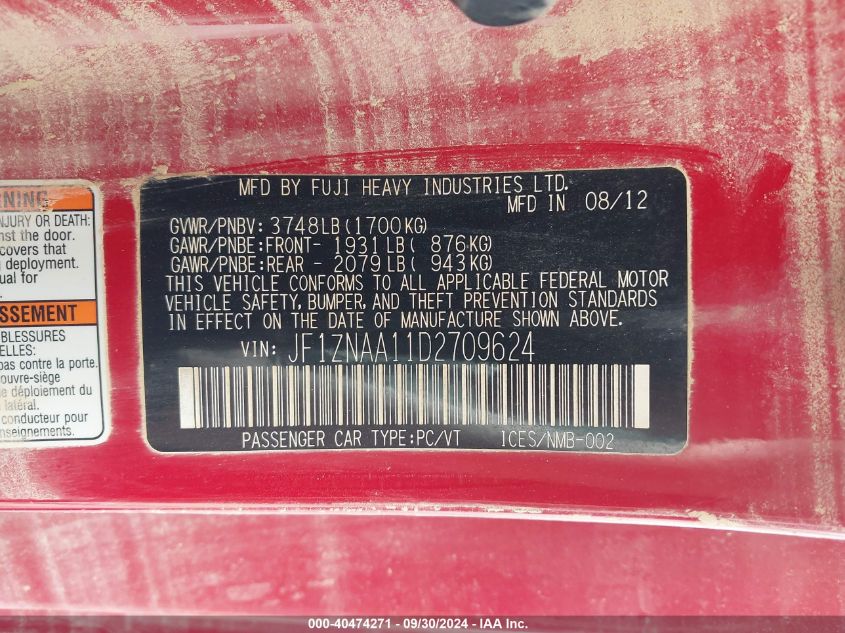 NING
NJURY OR DEATH:
nst the door.
covers that
g deployment.
ual for
SSEMENT
BLESSURES
ELLES:
pas contre la porte.
ouvre-siège
le déploiement du
latéral.
conducteur pour
nseignements.
MFD BY FUJI HEAVY INDUSTRIES LTD.
MFD IN 08/12
GVWR/PNBV: 3748LB(1700KG)
GAWR/PNBE:FRONT- 1931LB( 876KG)
GAWR/PNBE:REAR - 2079LB( 943KG)
THIS VEHICLE CONFORMS TO ALL APPLICABLE FEDERAL MOTOR
VEHICLE SAFETY, BUMPER, AND THEFT PREVENTION STANDARDS
IN EFFECT ON THE DATE OF MANUFACTURE SHOWN ABOVE.
VIN: JF1ZNAA11D2709624
PASSENGER CAR TYPE:PC/VT ICES/NMB-002
000-40474271 - 09/30/2024 - IAA Inc.